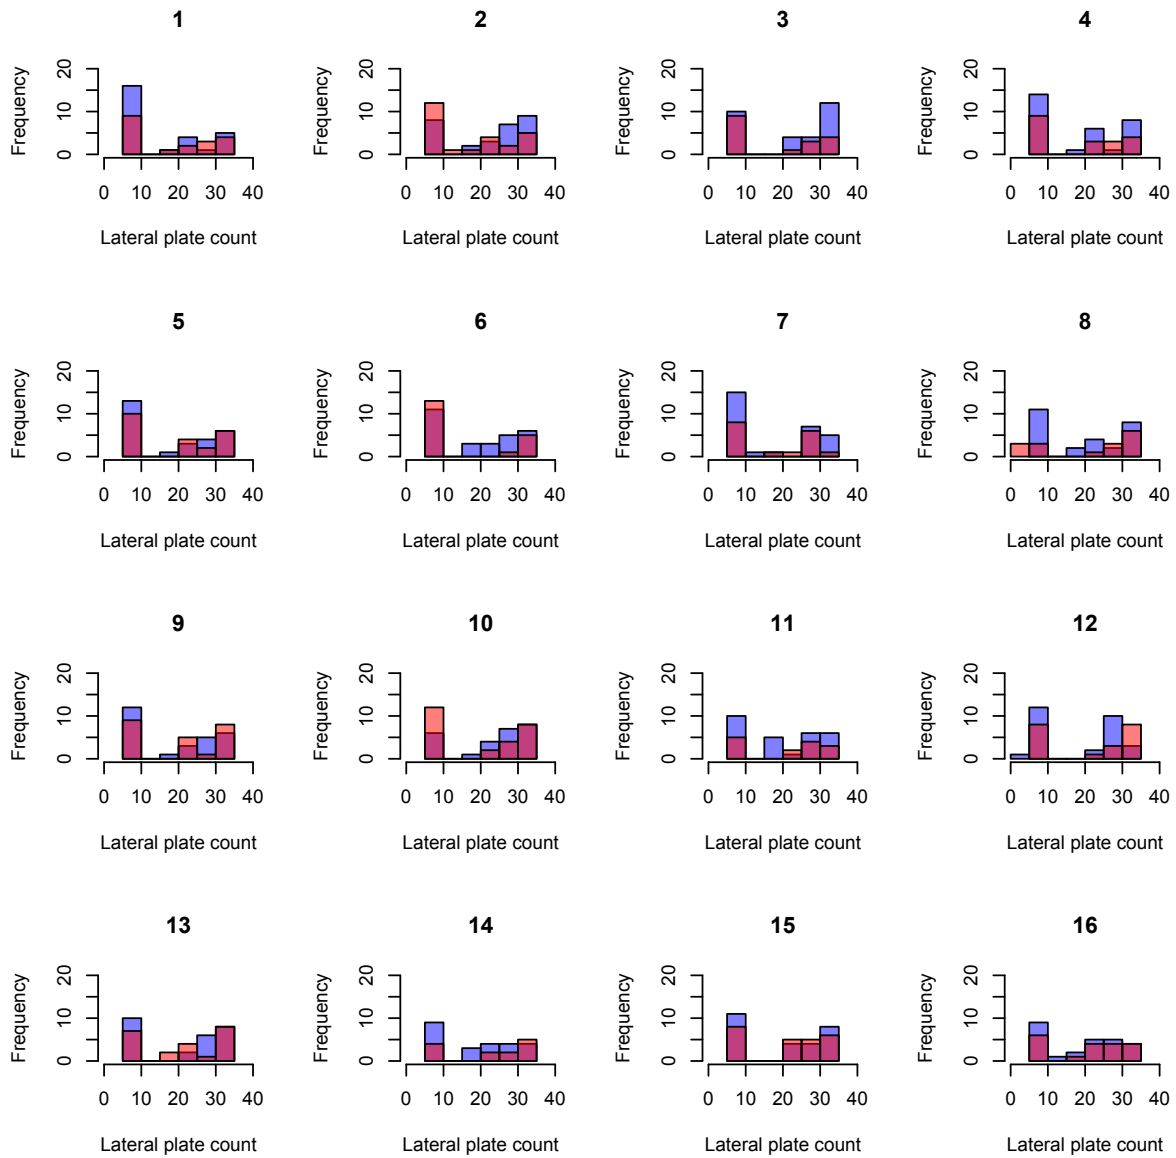 1 2 3 4
Frequency 0 10 20 Frequency 0 10 20 Frequency 0 10 20 Frequency 0 10 20
0 10 20 30 40 0 10 20 30 40 0 10 20 30 40 0 10 20 30 40
Lateral plate count Lateral plate count Lateral plate count Lateral plate count
5 6 7 8
Frequency 0 10 20 Frequency 0 10 20 Frequency 0 10 20 Frequency 0 10 20
0 10 20 30 40 0 10 20 30 40 0 10 20 30 40 0 10 20 30 40
Lateral plate count Lateral plate count Lateral plate count Lateral plate count
9 10 11 12
Frequency 0 10 20 Frequency 0 10 20 Frequency 0 10 20 Frequency 0 10 20
0 10 20 30 40 0 10 20 30 40 0 10 20 30 40 0 10 20 30 40
Lateral plate count Lateral plate count Lateral plate count Lateral plate count
13 14 15 16
Frequency 0 10 20 Frequency 0 10 20 Frequency 0 10 20 Frequency 0 10 20
0 10 20 30 40 0 10 20 30 40 0 10 20 30 40 0 10 20 30 40
Lateral plate count Lateral plate count Lateral plate count Lateral plate count